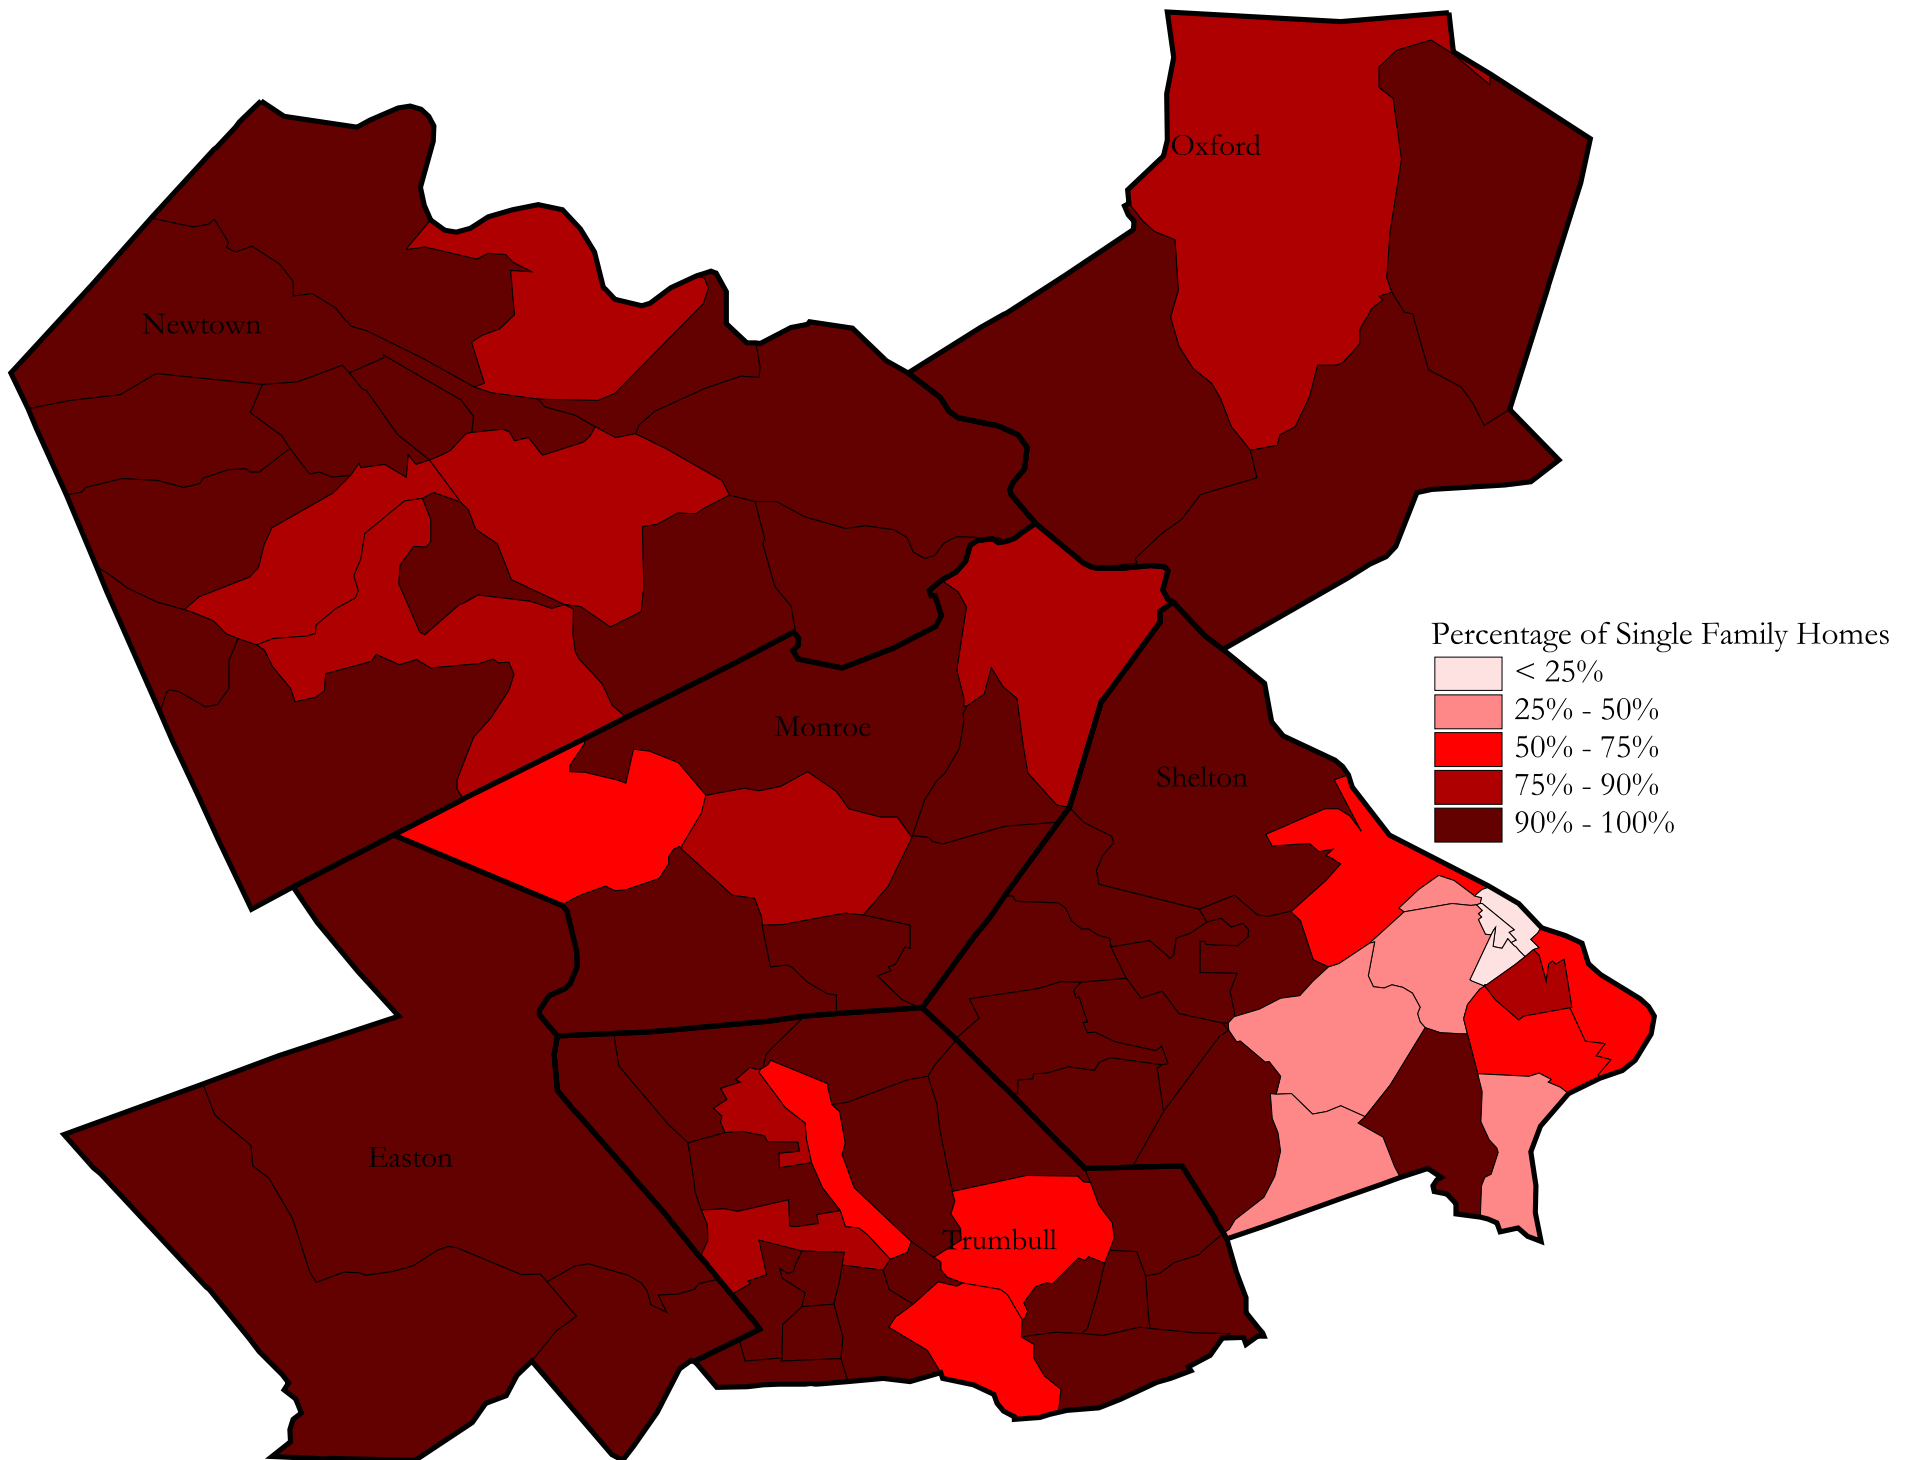 Oxford
Newtown
Percentage of Single Family Homes
< 25%
25% - 50%
50% - 75%
75% - 90%
90% - 100%
Monroe
Shelton
Easton
Trumbull